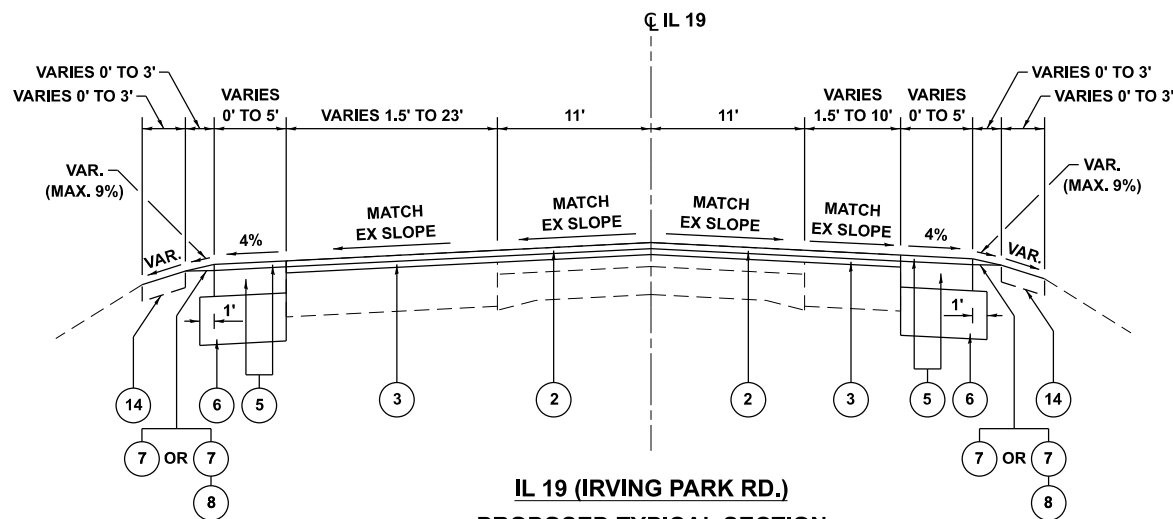 ℄ IL 19
VARIES 0' TO 3'
VARIES 0' TO 3'
VARIES
0' TO 5'
VARIES 1.5' TO 23'
11'
11'
VARIES
1.5' TO 10'
VARIES
0' TO 5'
VARIES 0' TO 3'
VARIES 0' TO 3'
VAR.
(MAX. 9%)
VAR.
(MAX. 9%)
VAR.
4%
MATCH
EX SLOPE
MATCH
EX SLOPE
MATCH
EX SLOPE
MATCH
EX SLOPE
4%
VAR.
1'
1'
14
6
5
3
2
2
3
5
6
14
7 OR 7
8
7 OR 7
8
IL 19 (IRVING PARK RD.)
PROPOSED TYPICAL SECTION